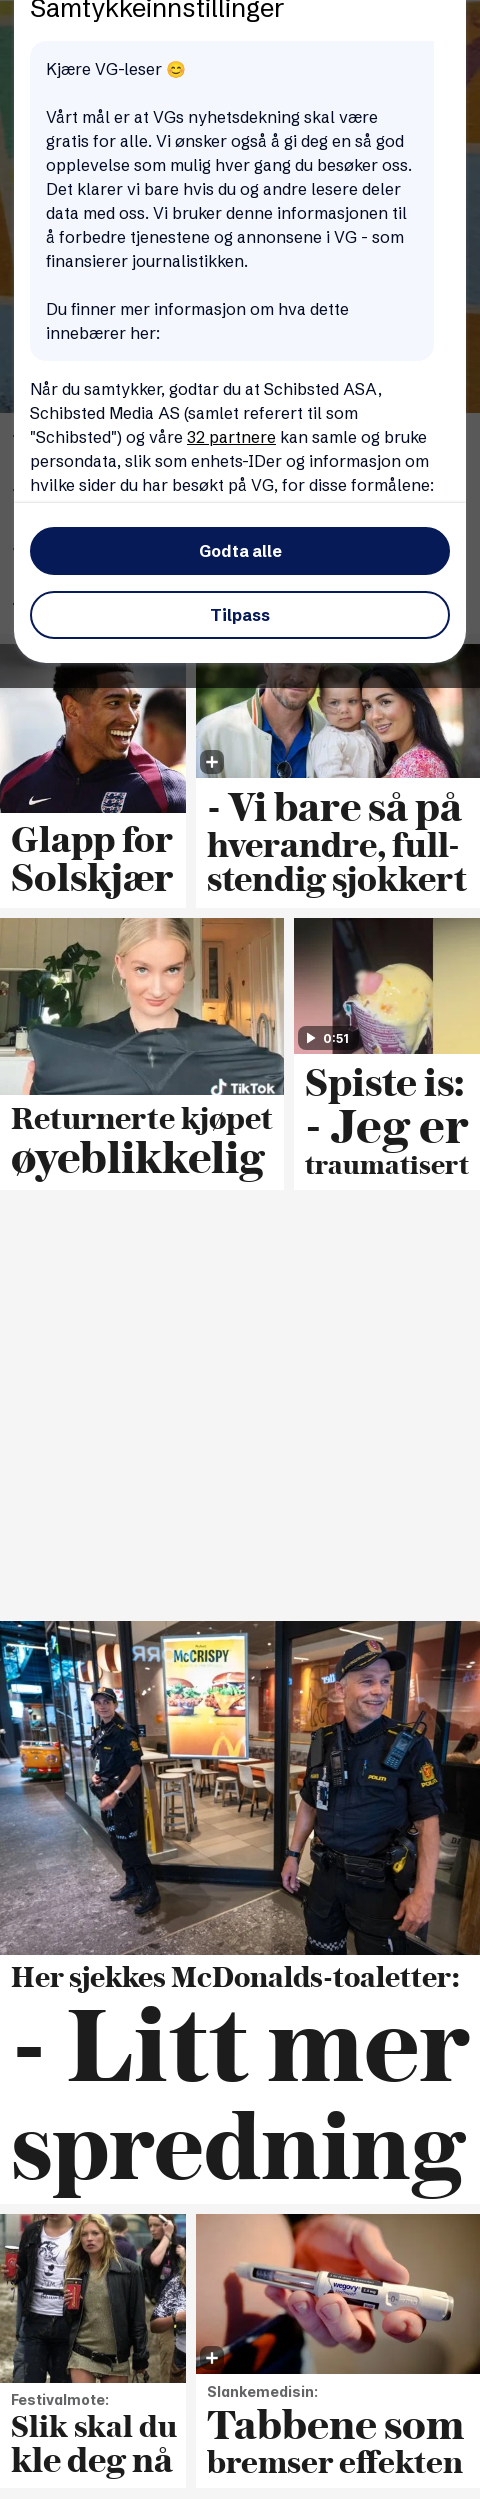 Samtykkeinnstillinger
Kjære VG-leser 😊
Vårt mål er at VGs nyhetsdekning skal være
gratis for alle. Vi ønsker også å gi deg en så god
opplevelse som mulig hver gang du besøker oss.
Det klarer vi bare hvis du og andre lesere deler
data med oss. Vi bruker denne informasjonen til
å forbedre tjenestene og annonsene i VG - som
finansierer journalistikken.
Du finner mer informasjon om hva dette
innebærer her:
Når du samtykker, godtar du at Schibsted ASA,
Schibsted Media AS (samlet referert til som
"Schibsted") og våre 32 partnere kan samle og bruke
persondata, slik som enhets-IDer og informasjon om
hvilke sider du har besøkt på VG, for disse formålene:
Godta alle
Tilpass
Glapp for
Solskjær
- Vi bare så på
hverandre, full-
stendig sjokkert
TikTok
Returnerte kjøpet
øyeblikkelig
0:51
Spiste is:
- Jeg er
traumatisert
McCRISPY
POLITI
Her sjekkes McDonalds-toaletter:
- Litt mer
spredning
Festivalmote:
Slik skal du
kle deg nå
wegovy
Slankemedisin:
Tabbene som
bremser effekten